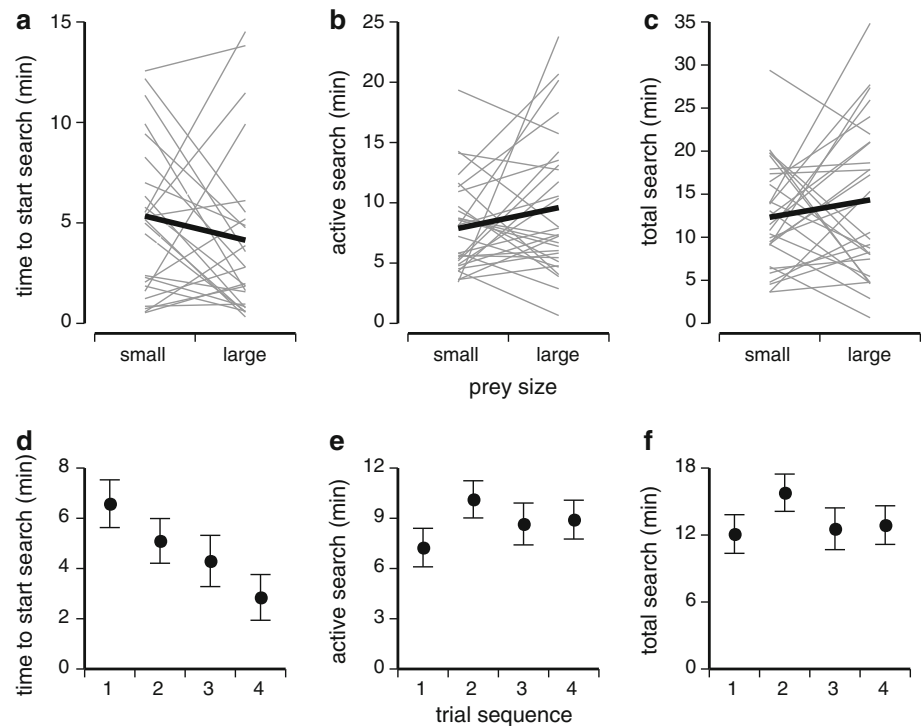 a
time to start search (min)
15
10
5
0
small large
b
active search (min)
25
20
15
10
5
0
small large
prey size
c
total search (min)
35
30
25
20
15
10
5
0
small large
d
time to start search (min)
8
6
4
2
0
1 2 3 4
e
active search (min)
12
9
6
3
0
1 2 3 4
trial sequence
f
total search (min)
18
12
6
0
1 2 3 4